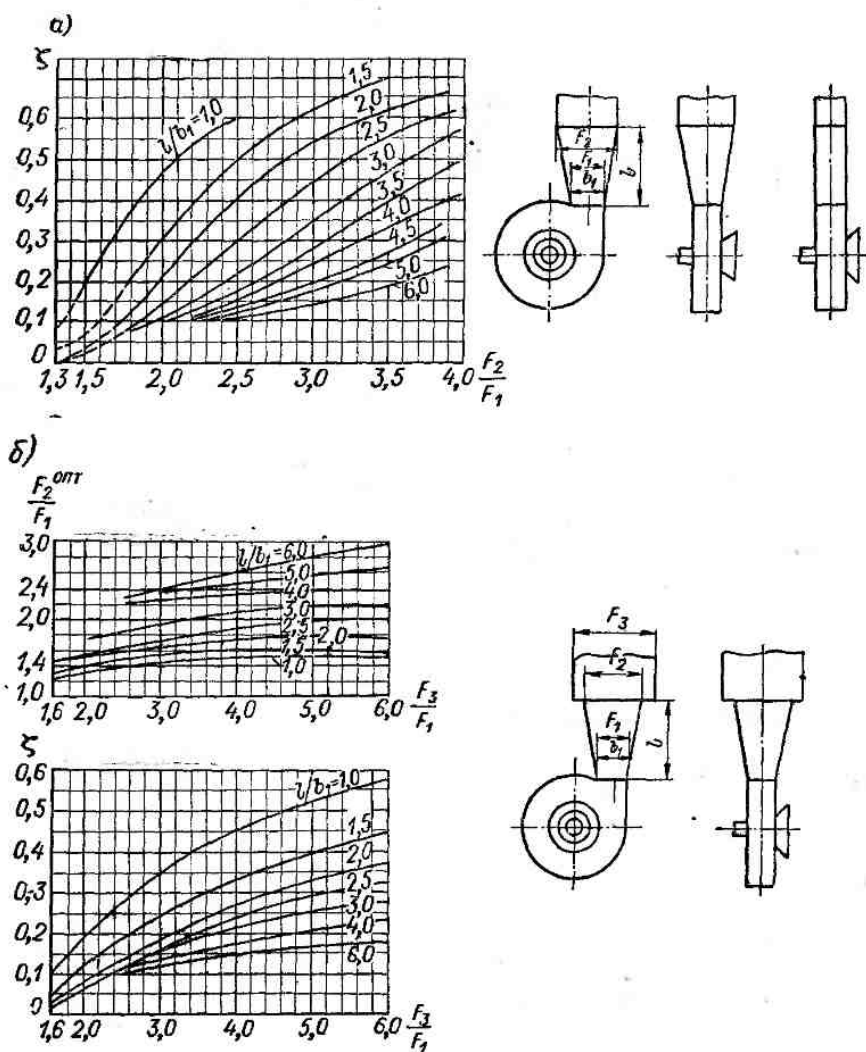 а)
ζ
0,6
0,5
0,4
0,3
0,2
0,1
0
1,3 1,5 2,0 2,5 3,0 3,5 4,0 F₂/F₁
l/b₁=1,0
1,5
2,0
2,5
3,0
3,5
4,0
4,5
5,0
6,0
F₂
F₁
b₁
l
б)
F₂ᵒᵖᵗ/F₁
3,0
2,4
2,0
1,4
1,0
1,6 2,0 3,0 4,0 5,0 6,0 F₃/F₁
l/b₁=6,0
5,0
4,0
3,0
2,5
2,0
1,5
1,0
ζ
0,6
0,5
0,4
0,3
0,2
0,1
0
1,6 2,0 3,0 4,0 5,0 6,0 F₃/F₁
l/b₁=1,0
1,5
2,0
2,5
3,0
4,0
6,0
F₃
F₂
F₁
b₁
l